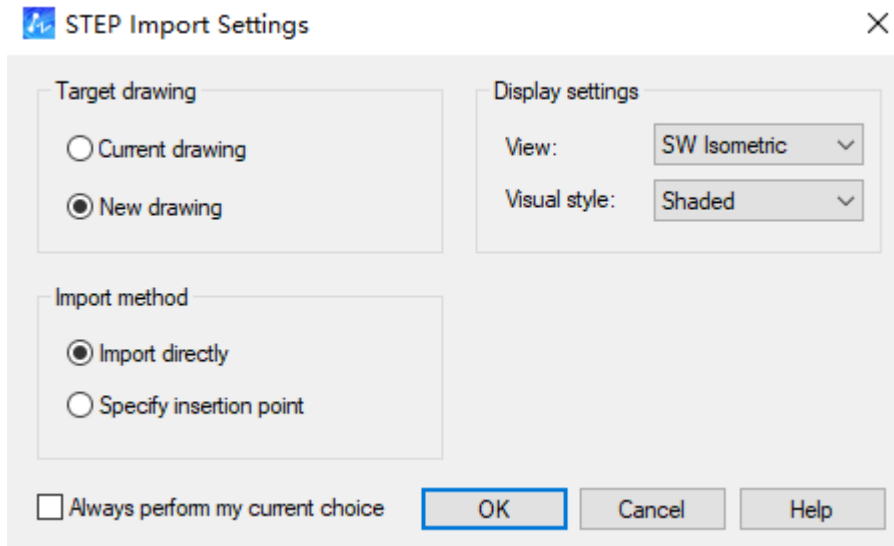 STEP Import Settings
Target drawing
Current drawing
New drawing
Display settings
View: SW Isometric
Visual style: Shaded
Import method
Import directly
Specify insertion point
Always perform my current choice
OK Cancel Help